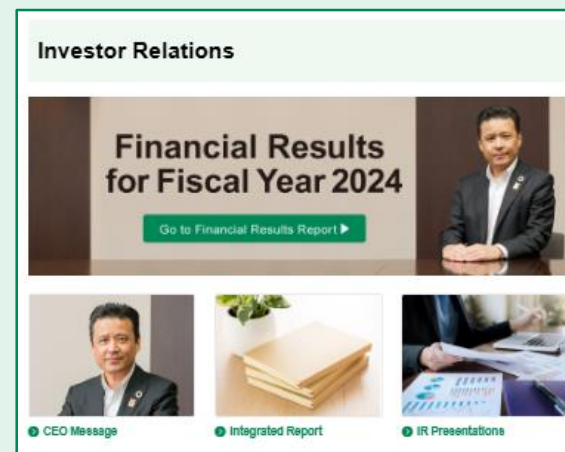 Investor Relations
Financial Results
for Fiscal Year 2024
Go to Financial Results Report
CEO Message
Integrated Report
IR Presentations